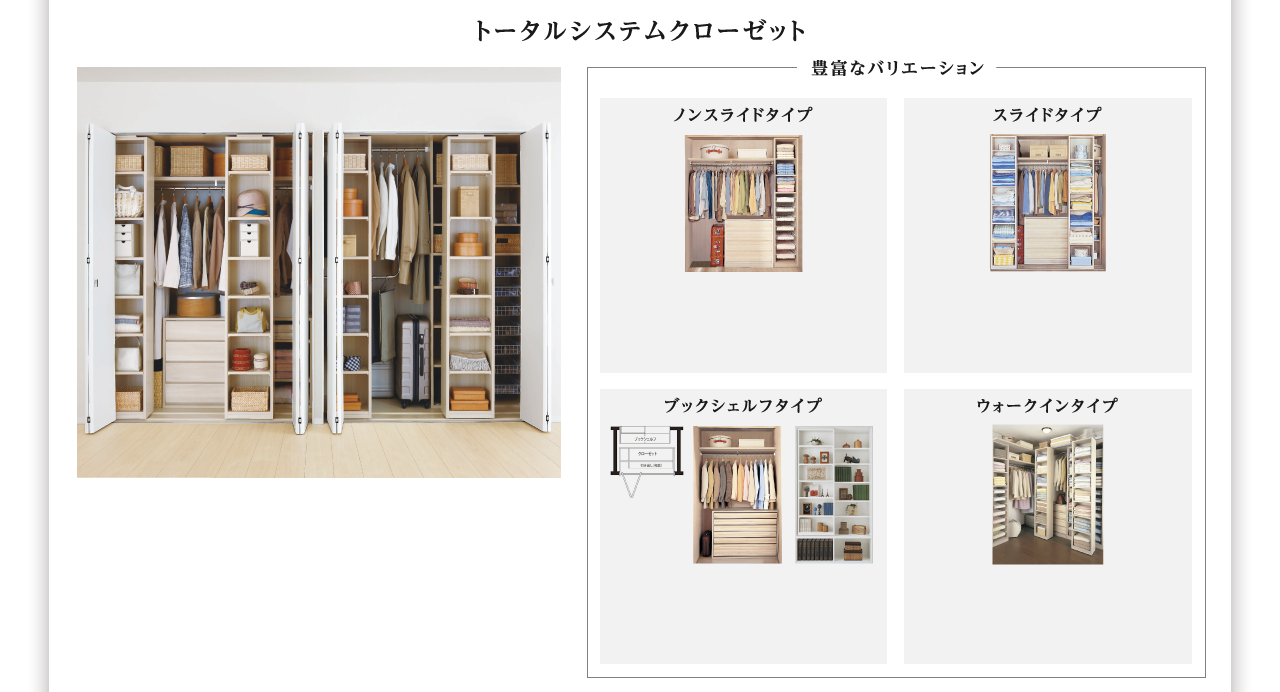 トータルシステムクローゼット
豊富なバリエーション
ノンスライドタイプ
スライドタイプ
ブックシェルフタイプ
ブックシェルフ
クローゼット
ウォークインタイプ